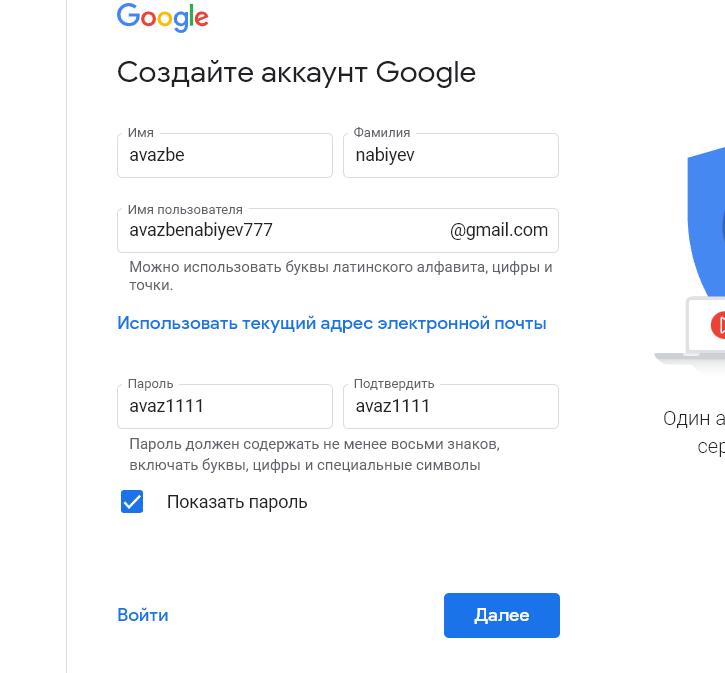 Google
Создайте аккаунт Google
Имя
avazbe
Фамилия
nabiyev
Имя пользователя
avazbenabiyev777
@gmail.com
Можно использовать буквы латинского алфавита, цифры и
точки.
Использовать текущий адрес электронной почты
Пароль
avaz1111
Подтвердить
avaz1111
Пароль должен содержать не менее восьми знаков,
включать буквы, цифры и специальные символы
Показать пароль
Один
Войти
Далее